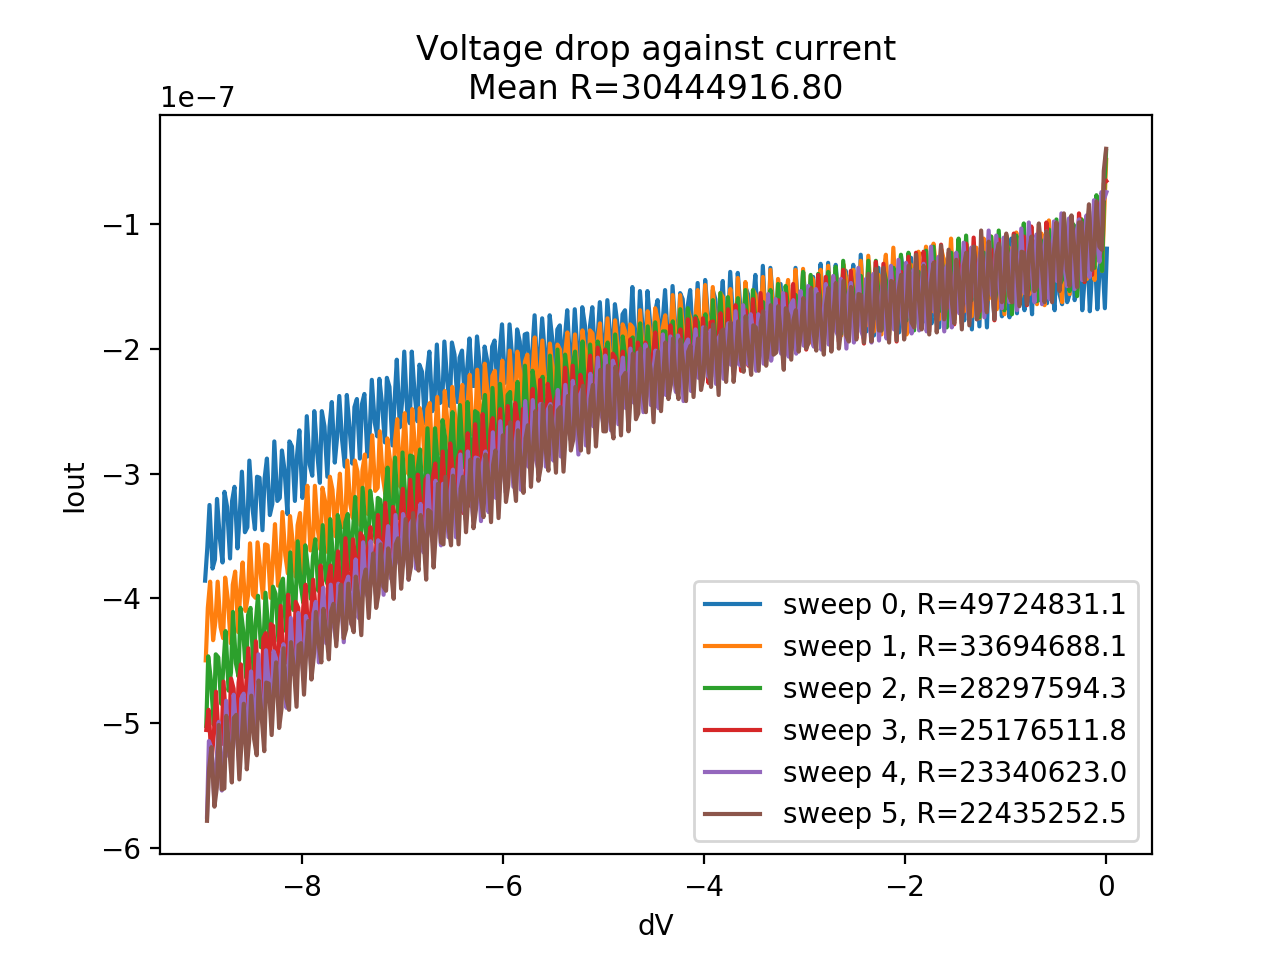 Voltage drop against current
Mean R=30444916.80
1e−7
−1
−2
−3
−4
−5
−6
Iout
sweep 0, R=49724831.1
sweep 1, R=33694688.1
sweep 2, R=28297594.3
sweep 3, R=25176511.8
sweep 4, R=23340623.0
sweep 5, R=22435252.5
−8 −6 −4 −2 0
dV